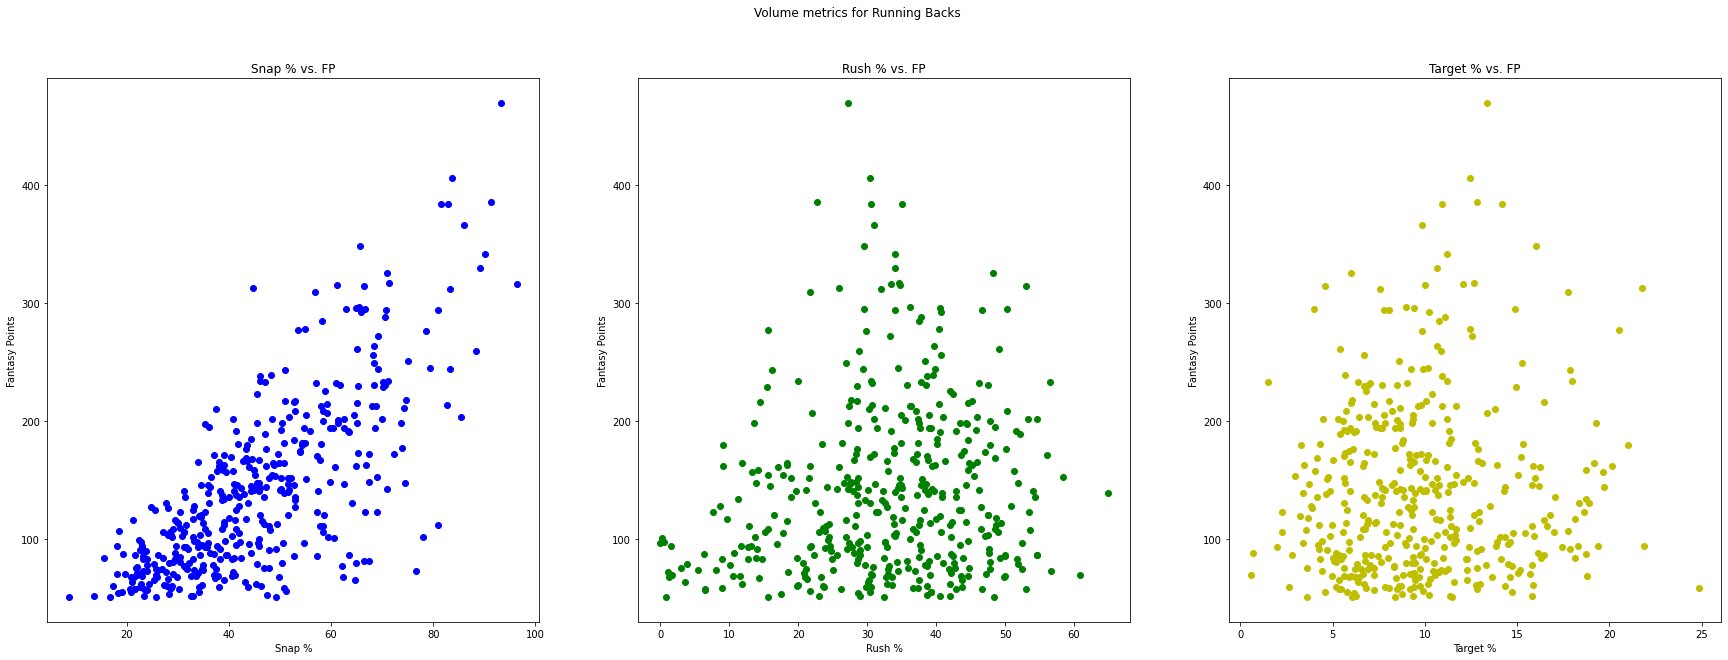 Volume metrics for Running Backs
Snap % vs. FP
400
300
200
100
Fantasy Points
20 40 60 80 100
Snap %
Rush % vs. FP
400
300
200
100
Fantasy Points
0 10 20 30 40 50 60
Rush %
Target % vs. FP
400
300
200
100
Fantasy Points
0 5 10 15 20 25
Target %